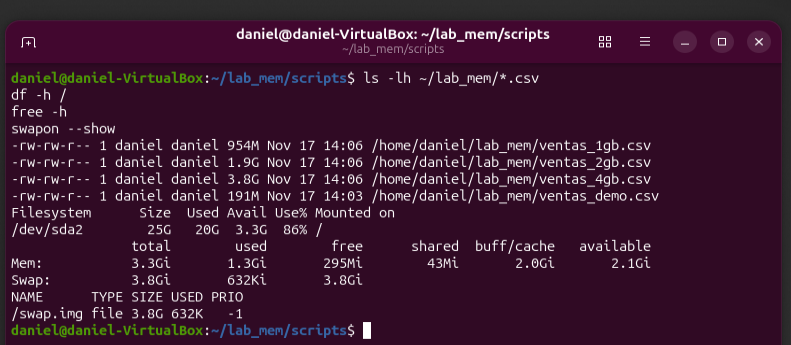 daniel@daniel-VirtualBox: ~/lab_mem/scripts
~/lab_mem/scripts
daniel@daniel-VirtualBox:~/lab_mem/scripts$ ls -lh ~/lab_mem/*.csv
df -h /
free -h
swapon --show
-rw-rw-r-- 1 daniel daniel 954M Nov 17 14:06 /home/daniel/lab_mem/ventas_1gb.csv
-rw-rw-r-- 1 daniel daniel 1.9G Nov 17 14:06 /home/daniel/lab_mem/ventas_2gb.csv
-rw-rw-r-- 1 daniel daniel 3.8G Nov 17 14:06 /home/daniel/lab_mem/ventas_4gb.csv
-rw-rw-r-- 1 daniel daniel 191M Nov 17 14:03 /home/daniel/lab_mem/ventas_demo.csv
Filesystem      Size  Used Avail Use% Mounted on
/dev/sda2        25G   20G  3.3G  86% /
               total        used        free      shared  buff/cache   available
Mem:           3.3Gi       1.3Gi       295Mi        43Mi       2.0Gi       2.1Gi
Swap:          3.8Gi       632Ki       3.8Gi
NAME      TYPE SIZE USED PRIO
/swap.img file 3.8G 632K   -1
daniel@daniel-VirtualBox:~/lab_mem/scripts$